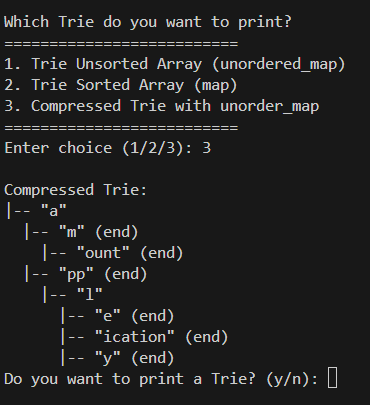 Which Trie do you want to print?
==========================
1. Trie Unsorted Array (unordered_map)
2. Trie Sorted Array (map)
3. Compressed Trie with unorder_map
==========================
Enter choice (1/2/3): 3

Compressed Trie:
|-- "a"
  |-- "m" (end)
    |-- "ount" (end)
  |-- "pp" (end)
    |-- "l"
      |-- "e" (end)
      |-- "ication" (end)
      |-- "y" (end)
Do you want to print a Trie? (y/n):